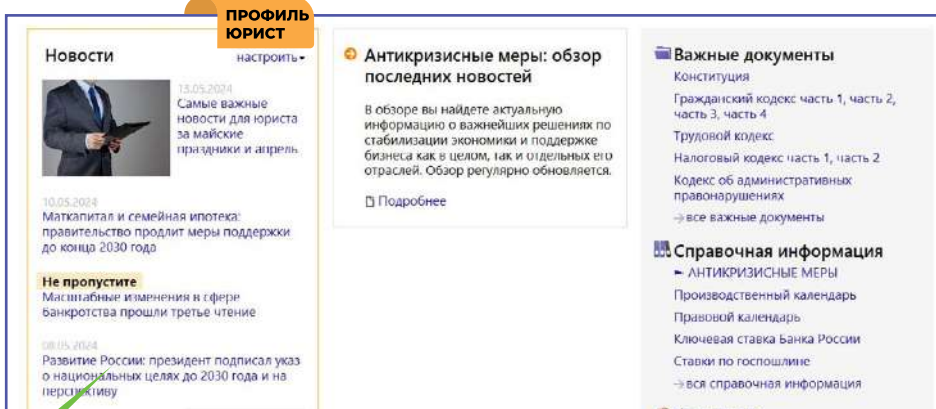 ПРОФИЛЬ
ЮРИСТ
Новости
настроить
13.05.2024
Самые важные
новости для юриста
за майские
праздники и апрель
10.05.2024
Маткапитал и семейная ипотека:
правительство продлит меры поддержки
до конца 2030 года
Не пропустите
Масштабные изменения в сфере
банкротства прошли третье чтение
08.05.2024
Развитие России: президент подписал указ
о национальных целях до 2030 года и на
перспективу
Антикризисные меры: обзор
последних новостей
В обзоре вы найдете актуальную
информацию о важнейших решениях по
стабилизации экономики и поддержке
бизнеса как в целом, так и отдельных его
отраслей. Обзор регулярно обновляется.
Подробнее
Важные документы
Конституция
Гражданский кодекс часть 1, часть 2,
часть 3, часть 4
Трудовой кодекс
Налоговый кодекс часть 1, часть 2
Кодекс об административных
правонарушениях
все важные документы
Справочная информация
АНТИКРИЗИСНЫЕ МЕРЫ
Производственный календарь
Правовой календарь
Ключевая ставка Банка России
Ставки по госпошлине
вся справочная информация